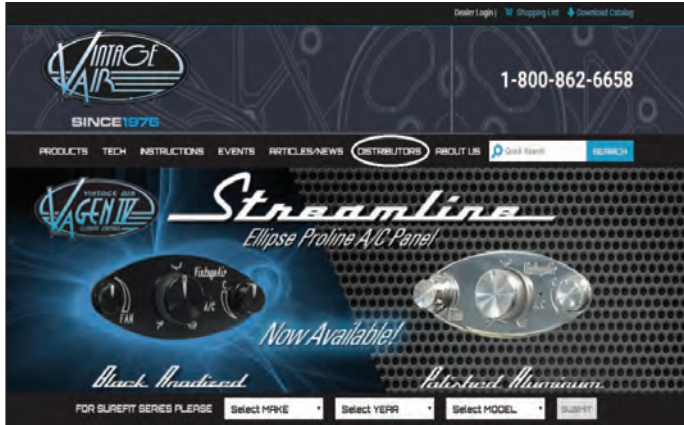 Dealer Login | Shopping List Download Catalog
VINTAGE
AIR
1-800-862-6658
SINCE1976
PRODUCTS TECH INSTRUCTIONS EVENTS ARTICLES/NEWS DISTRIBUTORS ABOUT US Quick Search SEARCH
VINTAGE AIR
GEN IV
Streamline
Ellipse Proline A/C Panel
VintageAir
FAN A/C
Now Available!
Black Anodized Polished Aluminum
FOR SUREFIT SERIES PLEASE Select MAKE Select YEAR Select MODEL SUBMIT